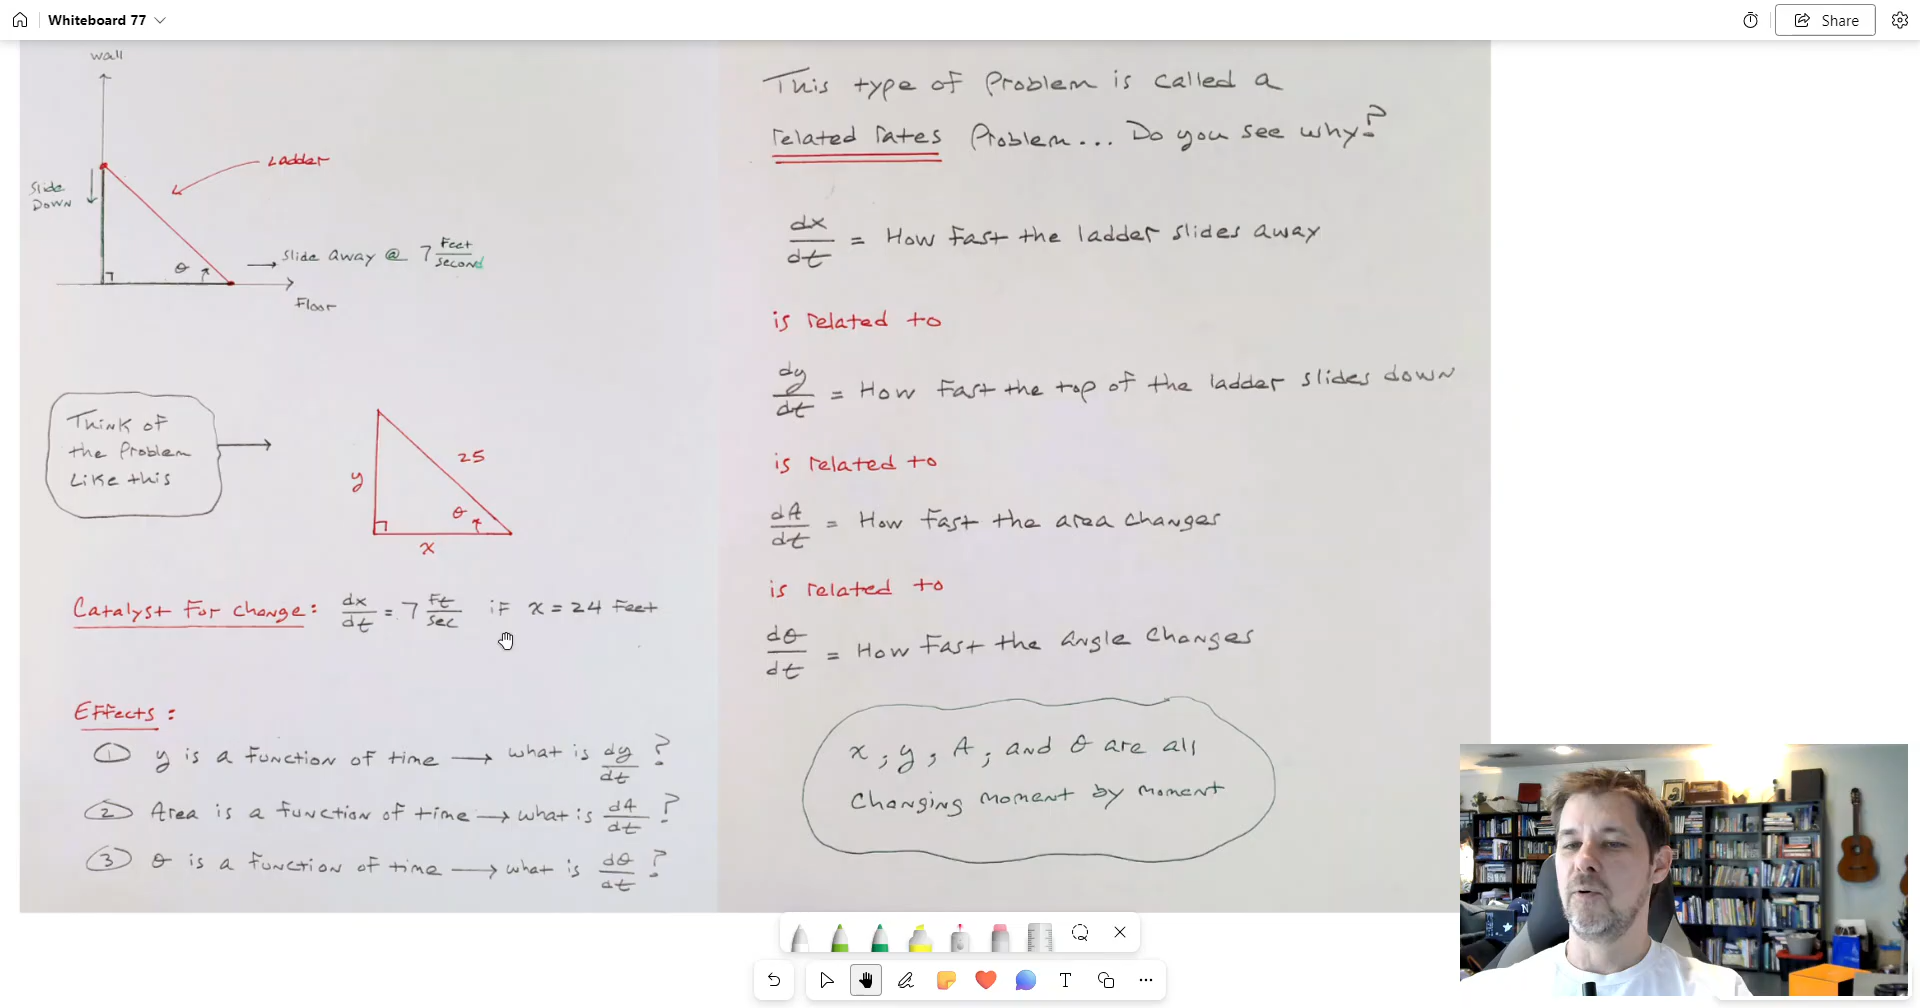 Whiteboard 77
Share
wall
Ladder
Slide
Down
Slide away @ 7 Feet/second
θ
Floor
Think of
the Problem
Like this
25
y
θ
x
Catalyst For change: dx/dt = 7 Ft/sec if x = 24 Feet
Effects:
① y is a function of time → what is dy/dt ?
② Area is a function of time → what is dA/dt ?
③ θ is a function of time → what is dθ/dt ?
This type of Problem is called a
related rates Problem... Do you see why?
dx/dt = How fast the ladder slides away
is related to
dy/dt = How fast the top of the ladder slides down
is related to
dA/dt = How fast the area changes
is related to
dθ/dt = How fast the angle changes
x, y, A, and θ are all
changing moment by moment